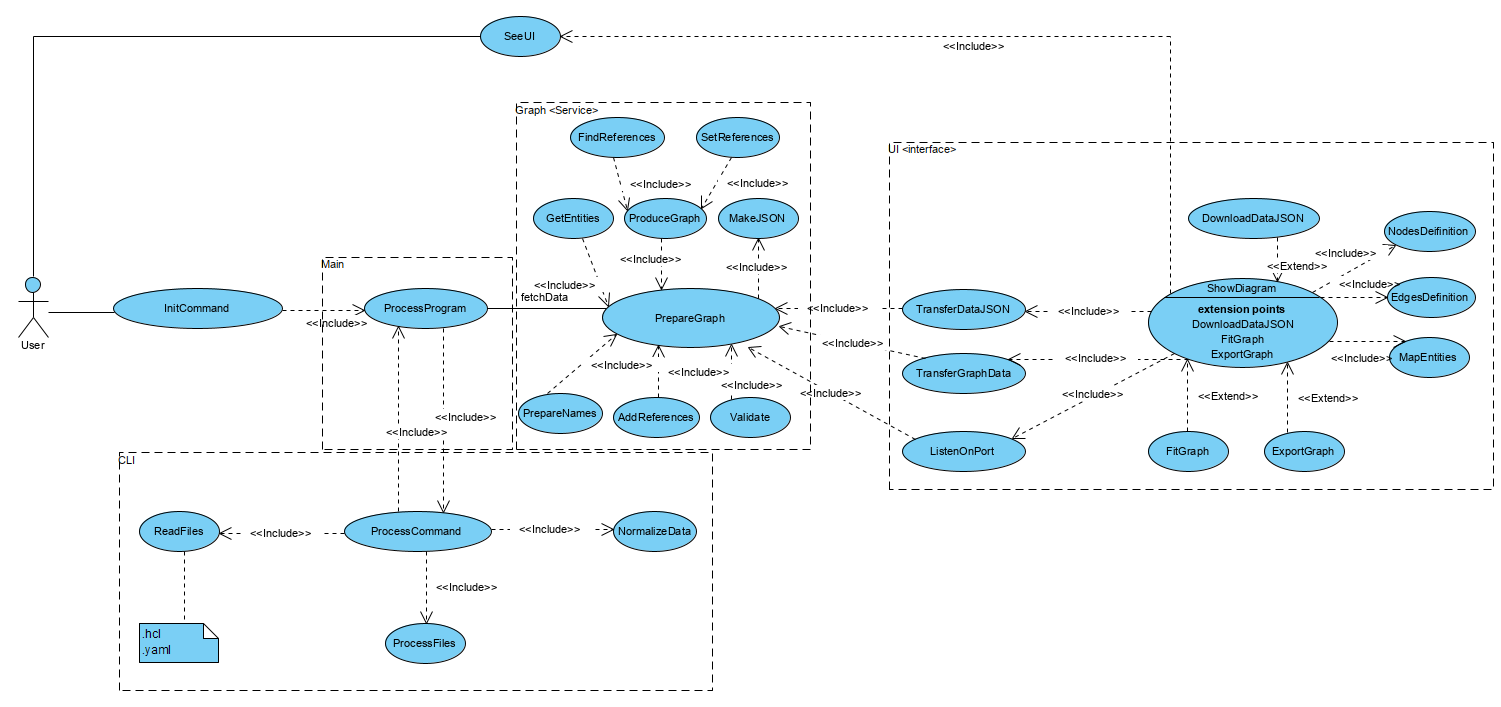 SeeUI
<<Include>>
Graph <Service>
FindReferences
SetReferences
UI <interface>
<<Include>>
<<Include>>
GetEntities
ProduceGraph
MakeJSON
DownloadDataJSON
NodesDeifinition
Main
<<Include>>
<<Include>>
<<Include>>
<<Extend>>
<<Include>>
<<Include>>
ShowDiagram
EdgesDefinition
fetchData
User
InitCommand
<<Include>>
ProcessProgram
PrepareGraph
<<Include>>
TransferDataJSON
<<Include>>
extension points
DownloadDataJSON
FitGraph
ExportGraph
<<Include>>
<<Include>>
<<Include>>
MapEntities
<<Include>>
<<Include>>
TransferGraphData
<<Include>>
<<Include>>
<<Include>>
<<Extend>>
<<Extend>>
PrepareNames
AddReferences
Validate
<<Include>>
<<Include>>
ListenOnPort
FitGraph
ExportGraph
CLI
ReadFiles
<<Include>>
ProcessCommand
<<Include>>
NormalizeData
<<Include>>
.hcl
.yaml
ProcessFiles